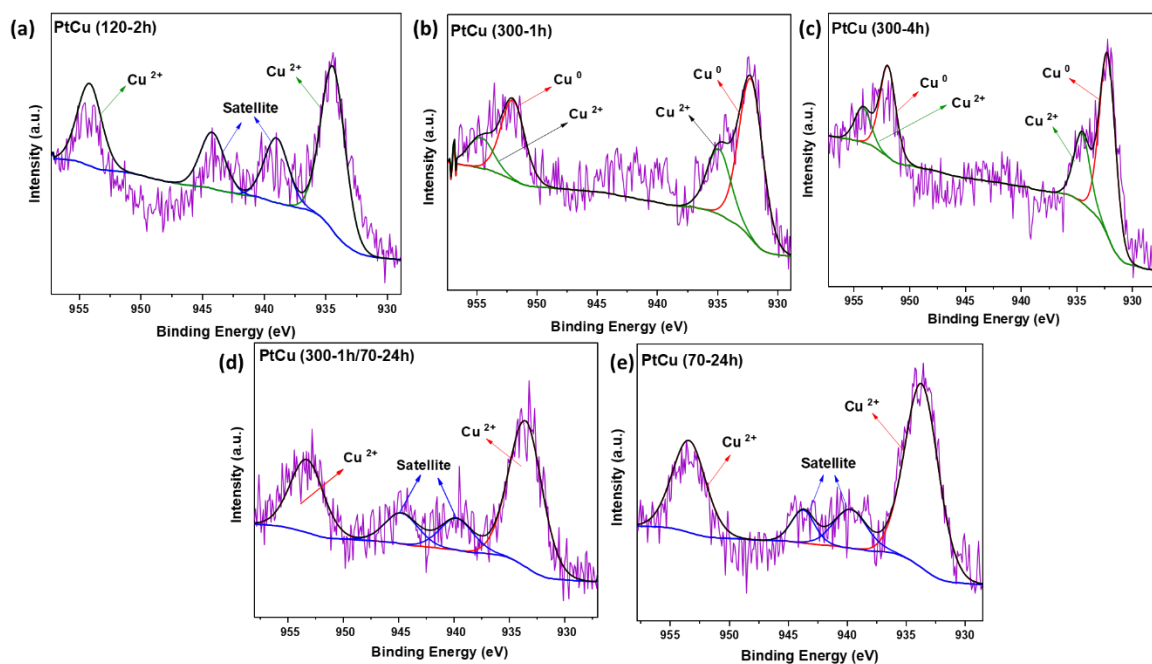 (a) PtCu (120-2h)
Cu 2+
Cu 2+
Satellite
Intensity (a.u.)
955 950 945 940 935 930
Binding Energy (eV)
(b) PtCu (300-1h)
Cu 0
Cu 0
Cu 2+
Cu 2+
Intensity (a.u.)
955 950 945 940 935 930
Binding Energy (eV)
(c) PtCu (300-4h)
Cu 0
Cu 0
Cu 2+
Cu 2+
Intensity (a.u.)
955 950 945 940 935 930
Binding Energy (eV)
(d) PtCu (300-1h/70-24h)
Cu 2+
Cu 2+
Satellite
Intensity (a.u.)
955 950 945 940 935 930
Binding Energy (eV)
(e) PtCu (70-24h)
Cu 2+
Cu 2+
Satellite
Intensity (a.u.)
955 950 945 940 935 930
Binding Energy (eV)